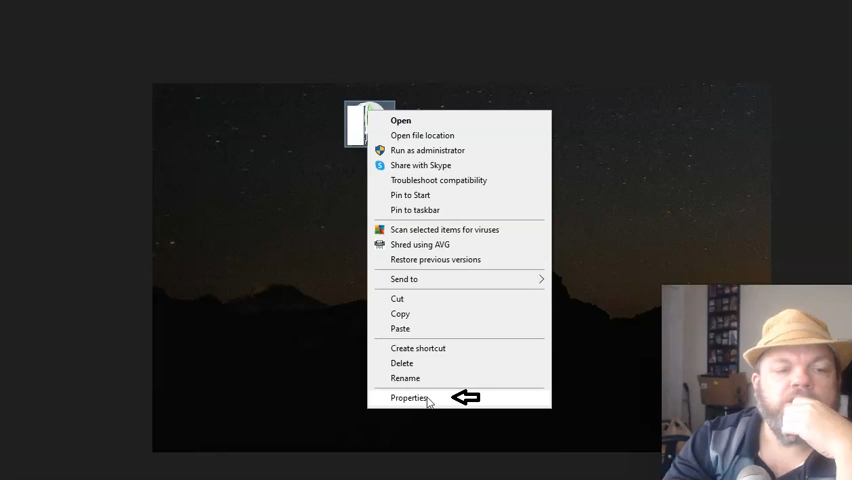 Open
Open file location
Run as administrator
Share with Skype
Troubleshoot compatibility
Pin to Start
Pin to taskbar
Scan selected items for viruses
Shred using AVG
Restore previous versions
Send to
Cut
Copy
Paste
Create shortcut
Delete
Rename
Properties